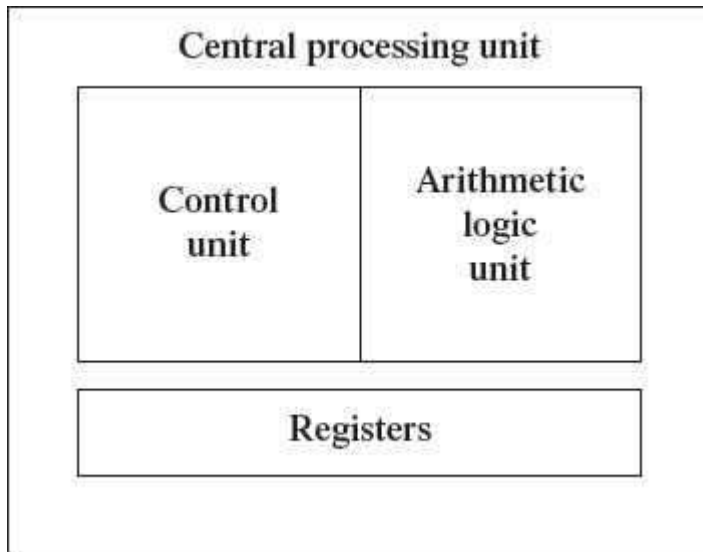 Central processing unit
Control
unit
Arithmetic
logic
unit
Registers